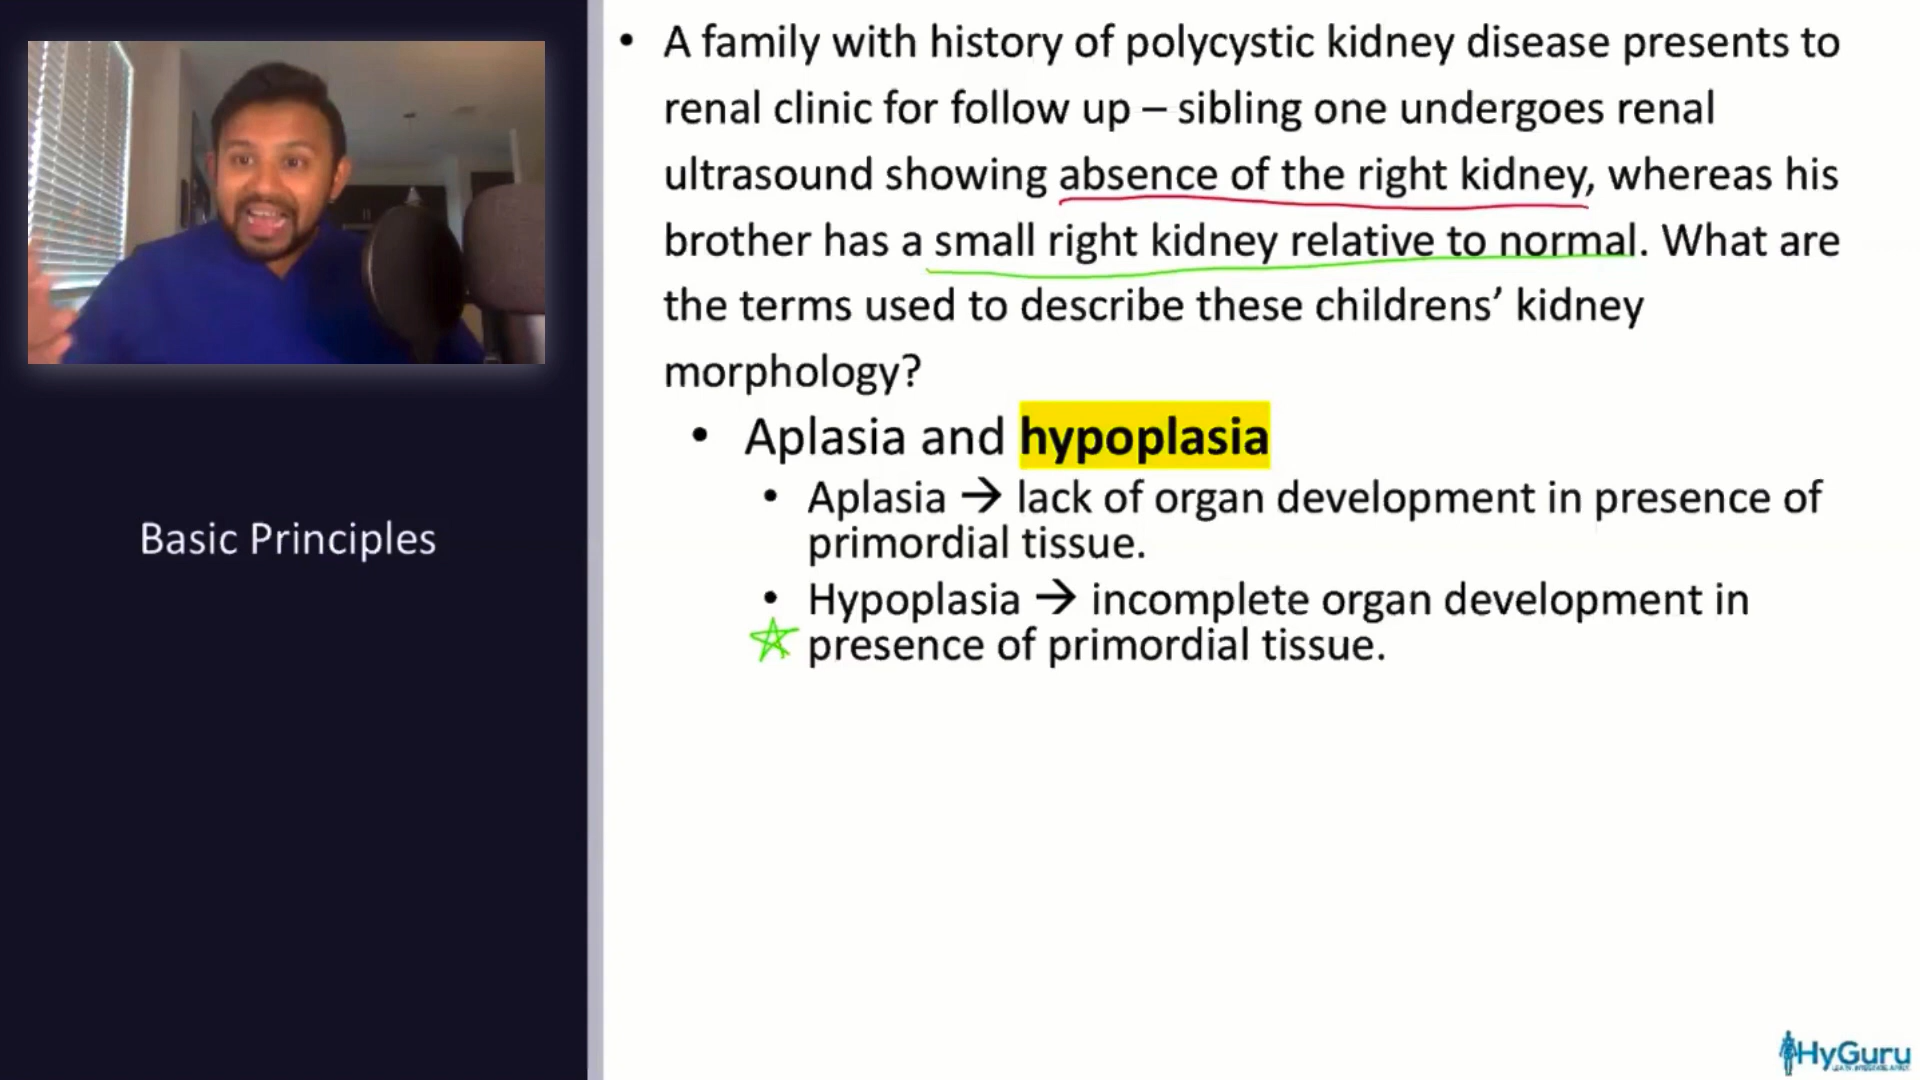 • A family with history of polycystic kidney disease presents to
renal clinic for follow up – sibling one undergoes renal
ultrasound showing absence of the right kidney, whereas his
brother has a small right kidney relative to normal. What are
the terms used to describe these childrens’ kidney
morphology?
• Aplasia and hypoplasia
• Aplasia → lack of organ development in presence of
primordial tissue.
• Hypoplasia → incomplete organ development in
presence of primordial tissue.
Basic Principles
HyGuru